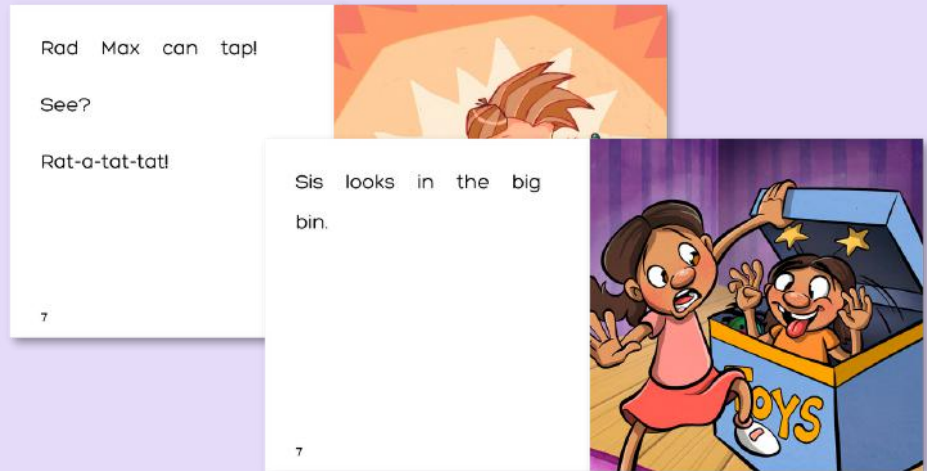 Rad Max can tap!
See?
Rat-a-tat-tat!
7
Sis looks in the big
bin.
7
TOYS